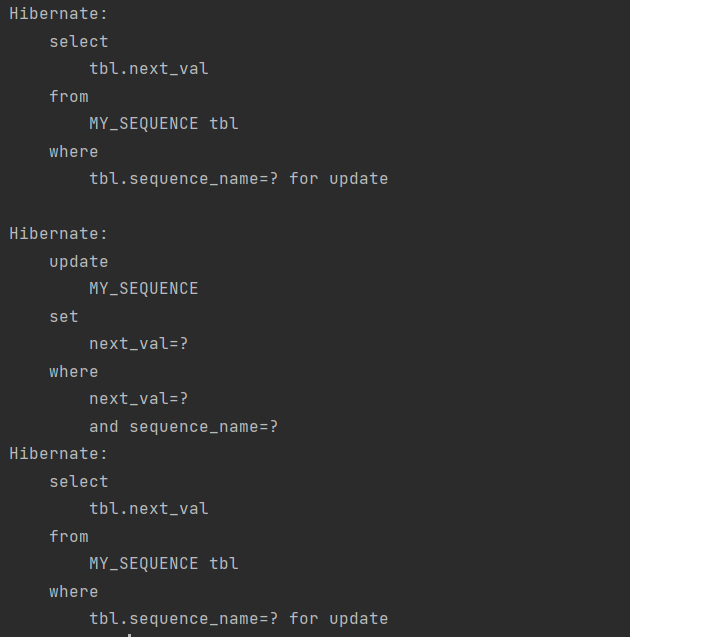 Hibernate:
    select
        tbl.next_val
    from
        MY_SEQUENCE tbl
    where
        tbl.sequence_name=? for update

Hibernate:
    update
        MY_SEQUENCE
    set
        next_val=?
    where
        next_val=?
        and sequence_name=?
Hibernate:
    select
        tbl.next_val
    from
        MY_SEQUENCE tbl
    where
        tbl.sequence_name=? for update